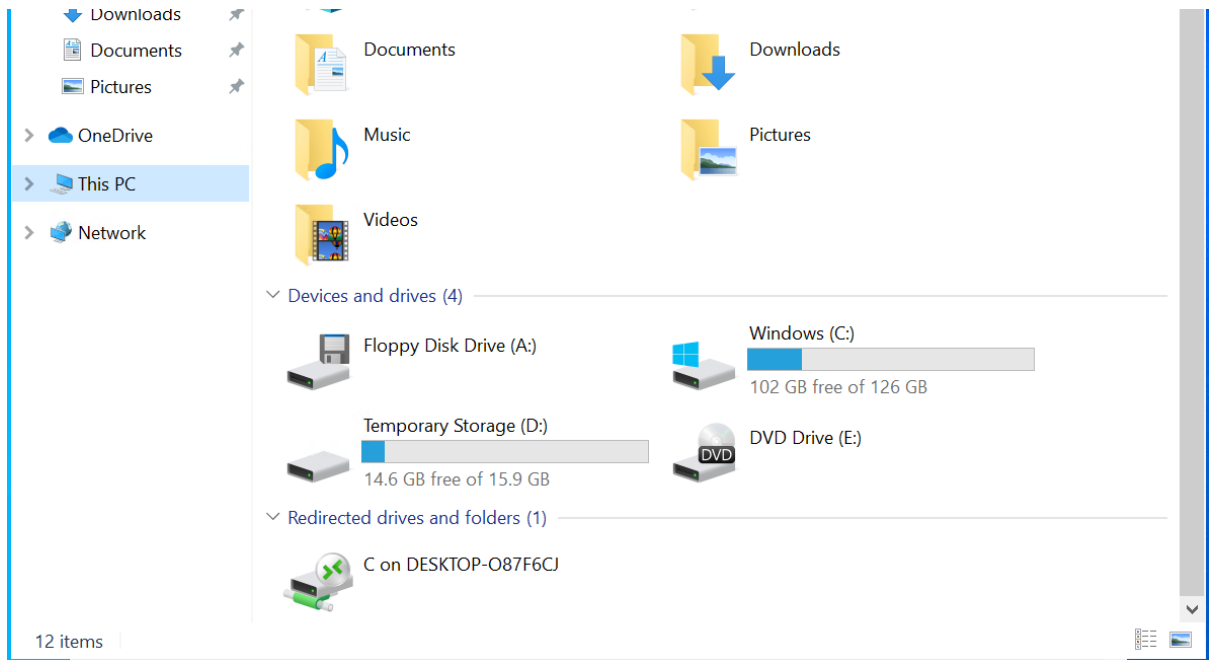 Downloads
Documents
Pictures
OneDrive
This PC
Network
Documents
Downloads
Music
Pictures
Videos
Devices and drives (4)
Floppy Disk Drive (A:)
Windows (C:)
102 GB free of 126 GB
Temporary Storage (D:)
14.6 GB free of 15.9 GB
DVD
DVD Drive (E:)
Redirected drives and folders (1)
C on DESKTOP-O87F6CJ
12 items